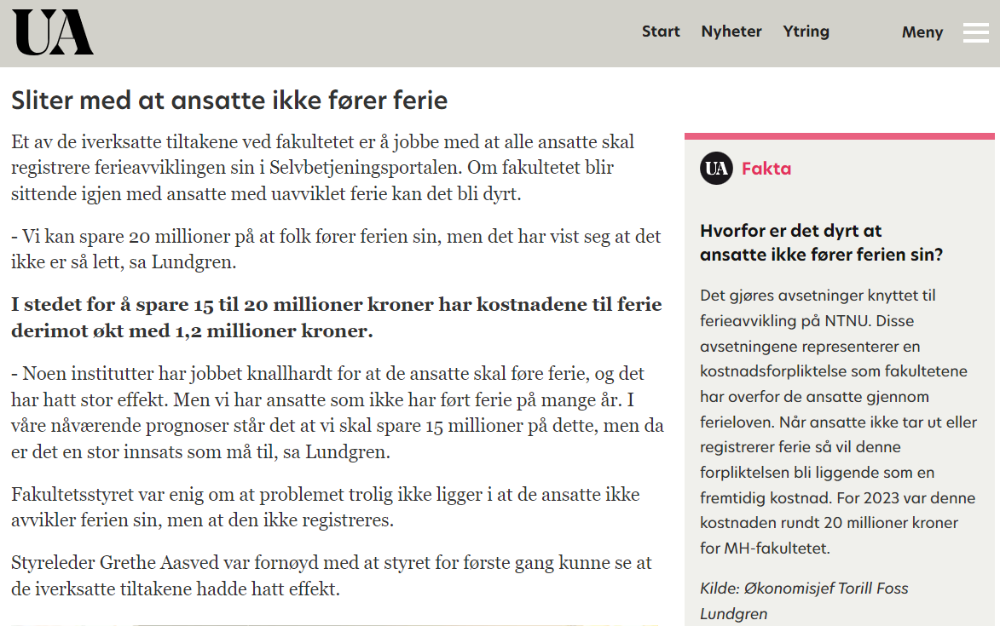 UA
Start Nyheter Ytring Meny
Sliter med at ansatte ikke fører ferie
Et av de iverksatte tiltakene ved fakultetet er å jobbe med at alle ansatte skal
registrere ferieavviklingen sin i Selvbetjeningsportalen. Om fakultetet blir
sittende igjen med ansatte med uavviklet ferie kan det bli dyrt.
- Vi kan spare 20 millioner på at folk fører ferien sin, men det har vist seg at det
ikke er så lett, sa Lundgren.
I stedet for å spare 15 til 20 millioner kroner har kostnadene til ferie
derimot økt med 1,2 millioner kroner.
- Noen institutter har jobbet knallhardt for at de ansatte skal føre ferie, og det
har hatt stor effekt. Men vi har ansatte som ikke har ført ferie på mange år. I
våre nåværende prognoser står det at vi skal spare 15 millioner på dette, men da
er det en stor innsats som må til, sa Lundgren.
Fakultetsstyret var enig om at problemet trolig ikke ligger i at de ansatte ikke
avvikler ferien sin, men at den ikke registreres.
Styreleder Grethe Aasved var fornøyd med at styret for første gang kunne se at
de iverksatte tiltakene hadde hatt effekt.
UA Fakta
Hvorfor er det dyrt at
ansatte ikke fører ferien sin?
Det gjøres avsetninger knyttet til
ferieavvikling på NTNU. Disse
avsetningene representerer en
kostnadsforpliktelse som fakultetene
har overfor de ansatte gjennom
ferieloven. Når ansatte ikke tar ut eller
registrerer ferie så vil denne
forpliktelsen bli liggende som en
fremtidig kostnad. For 2023 var denne
kostnaden rundt 20 millioner kroner
for MH-fakultetet.
Kilde: Økonomisjef Torill Foss
Lundgren